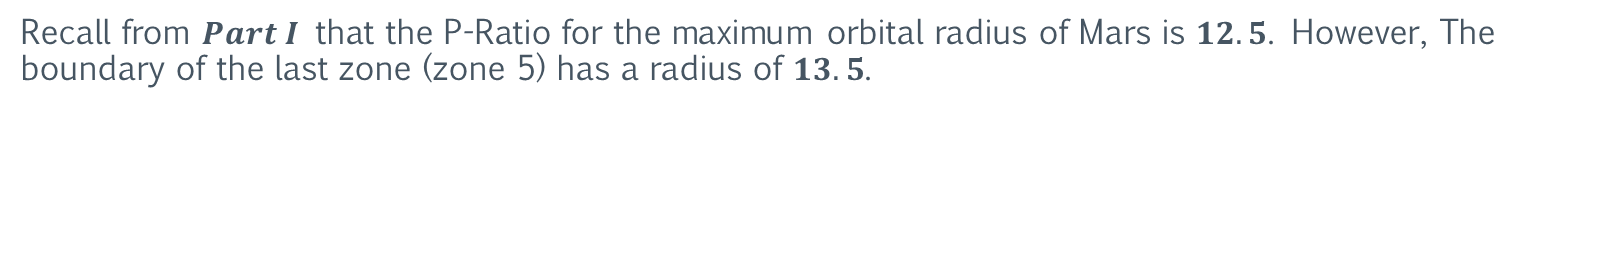 Recall from Part I that the P-Ratio for the maximum orbital radius of Mars is 12.5. However, The
boundary of the last zone (zone 5) has a radius of 13.5.